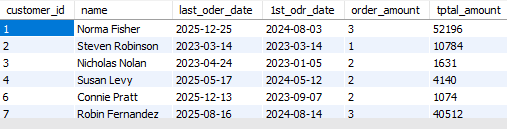 customer_id name last_oder_date 1st_odr_date order_amount tptal_amount
1 Norma Fisher 2025-12-25 2024-08-03 3 52196
2 Steven Robinson 2023-03-14 2023-03-14 1 10784
3 Nicholas Nolan 2023-04-24 2023-01-05 2 1631
4 Susan Levy 2025-05-17 2024-05-12 2 4140
6 Connie Pratt 2025-12-13 2023-09-07 2 1074
7 Robin Fernandez 2025-08-16 2024-08-14 3 40512